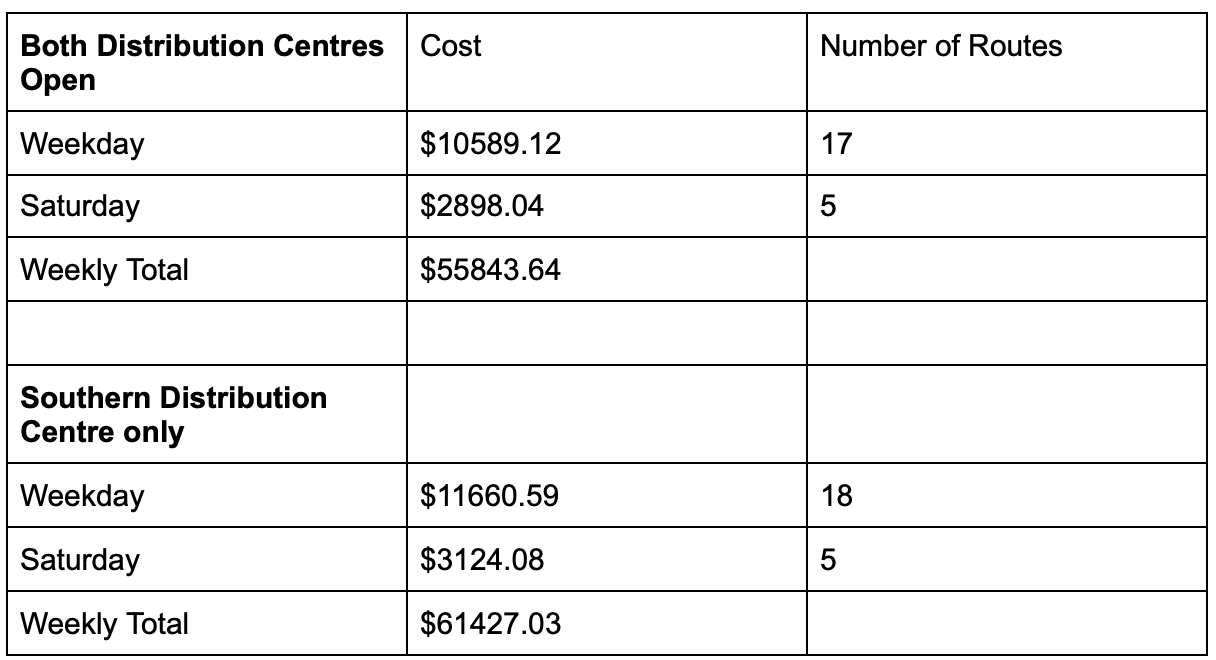 Both Distribution Centres
Open
Cost
Number of Routes
Weekday
$10589.12
17
Saturday
$2898.04
5
Weekly Total
$55843.64
Southern Distribution
Centre only
Weekday
$11660.59
18
Saturday
$3124.08
5
Weekly Total
$61427.03